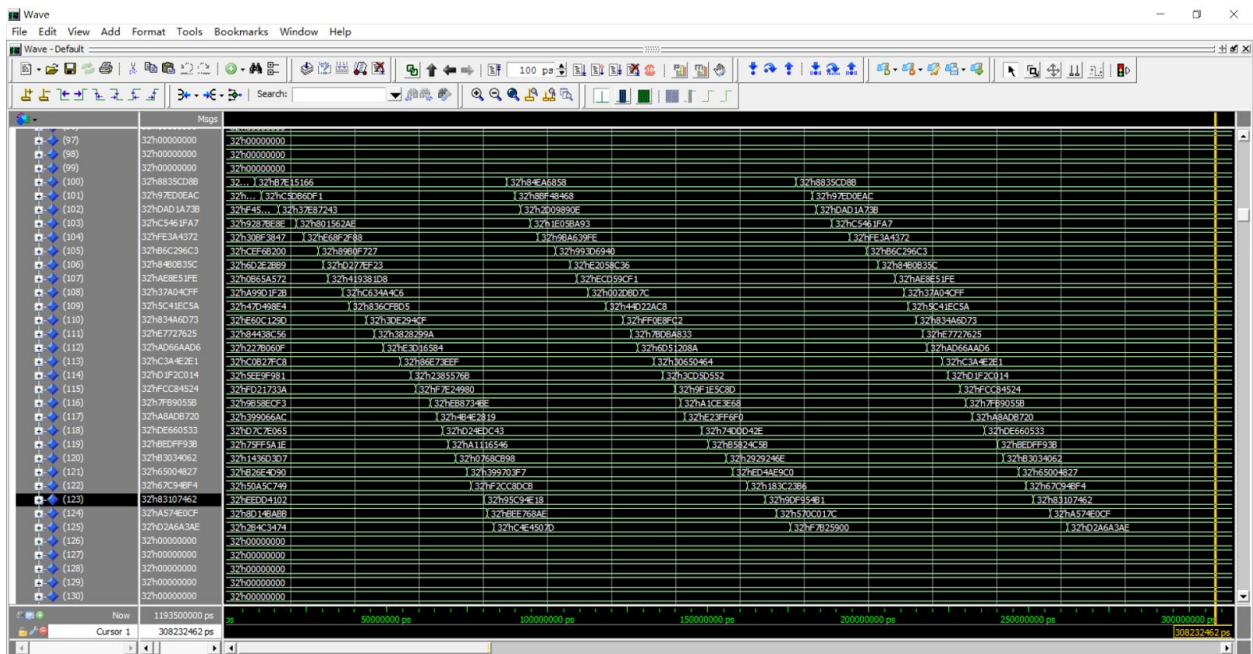 Wave
File Edit View Add Format Tools Bookmarks Window Help
Wave - Default
100 ps
Search:
Msgs
(97) 32'h00000000 32'h00000000
(98) 32'h00000000 32'h00000000
(99) 32'h00000000 32'h00000000
(100) 32'h8835CD8B 32... 32'hB7E15166 32'h84EA6858 32'h8835CD8B
(101) 32'h97ED0EAC 32'h... 32'hC5DB6DF1 32'h8BF48468 32'h97ED0EAC
(102) 32'hDAD1A73B 32'hF45... 32'h37E87243 32'h2D09890E 32'hDAD1A73B
(103) 32'hC5461FA7 32'h9287BE8E 32'h801562AE 32'h1E05BA93 32'hC5461FA7
(104) 32'hFE3A4372 32'h30BF3847 32'hE68F2F88 32'h9BA639FE 32'hFE3A4372
(105) 32'hB6C296C3 32'hCEF6B200 32'h89B0F727 32'h993D6940 32'hB6C296C3
(106) 32'h84B0B35C 32'h6D2E2BB9 32'hD277EF23 32'hE2058C36 32'h84B0B35C
(107) 32'hAE8E51FE 32'h0B65A572 32'h419381D8 32'hECD59CF1 32'hAE8E51FE
(108) 32'h37A04CFF 32'hA99D1F2B 32'hC634A4C6 32'h002DBD7C 32'h37A04CFF
(109) 32'h5C41EC5A 32'h47D498E4 32'h836CFBD5 32'h44D22AC8 32'h5C41EC5A
(110) 32'h834A6D73 32'hE60C129D 32'h3DE294CF 32'hFF0E8FC2 32'h834A6D73
(111) 32'hE7727625 32'h84438C56 32'h3828299A 32'h7BDBA833 32'hE7727625
(112) 32'hAD66AAD6 32'h227B060F 32'hE3D16584 32'h6D51208A 32'hAD66AAD6
(113) 32'hC3A4E2E1 32'hC0B27FC8 32'h86E73EEF 32'h30650464 32'hC3A4E2E1
(114) 32'hD1F2C014 32'h5EE9F981 32'h2385576B 32'h3CD5D552 32'hD1F2C014
(115) 32'hFCC84524 32'hFD21733A 32'hF7E24980 32'h9F1E5C8D 32'hFCC84524
(116) 32'h7FB9055B 32'h9B58ECF3 32'hEB8734BE 32'hA1CE3E68 32'h7FB9055B
(117) 32'hA8ADB720 32'h399066AC 32'h4B4E2819 32'hE23FF6F0 32'hA8ADB720
(118) 32'hDE660533 32'hD7C7E065 32'hD24EDC43 32'h74DDD42E 32'hDE660533
(119) 32'hBEDFF93B 32'h75FF5A1E 32'hA1116546 32'hB5824C5B 32'hBEDFF93B
(120) 32'hB3034062 32'h1436D3D7 32'h0768CB98 32'h2929246E 32'hB3034062
(121) 32'h65004827 32'hB26E4D90 32'h399703F7 32'hED4AE9C0 32'h65004827
(122) 32'h67C94BF4 32'h50A5C749 32'hF2CC8DCB 32'h183C23B6 32'h67C94BF4
(123) 32'h83107462 32'hEEDD4102 32'h95C94E18 32'h9DF954B1 32'h83107462
(124) 32'hA574E0CF 32'h8D14BABB 32'hBEE768AE 32'h570C017C 32'hA574E0CF
(125) 32'hD2A6A3AE 32'h2B4C3474 32'hC4E4507D 32'hF7B25900 32'hD2A6A3AE
(126) 32'h00000000 32'h00000000
(127) 32'h00000000 32'h00000000
(128) 32'h00000000 32'h00000000
(129) 32'h00000000 32'h00000000
(130) 32'h00000000 32'h00000000
Now 1193500000 ps ps 50000000 ps 100000000 ps 150000000 ps 200000000 ps 250000000 ps 300000000 ps
Cursor 1 308232462 ps 308232462 ps